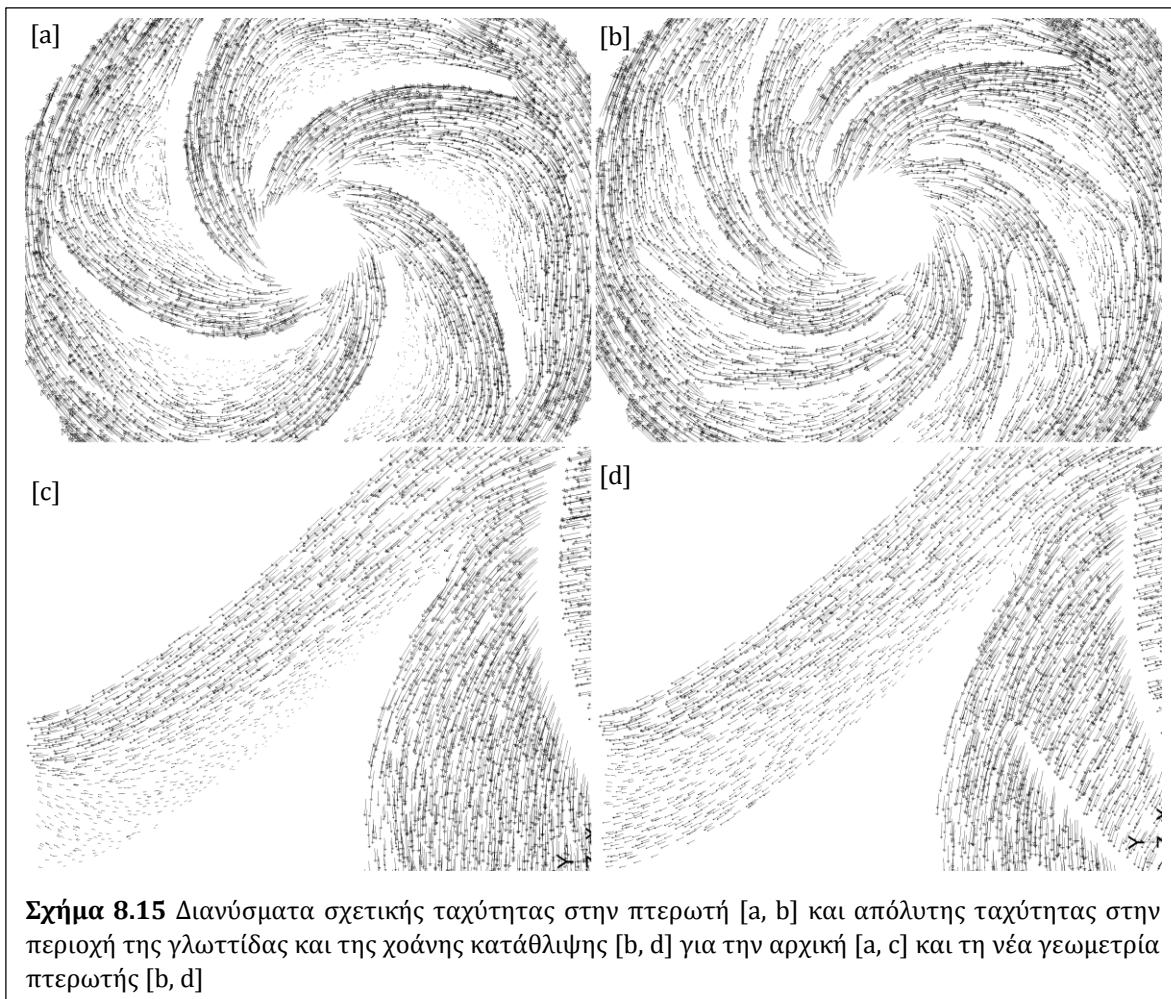 [a]
[b]
[c]
[d]
Y
Y
Σχήμα 8.15 Διανύσματα σχετικής ταχύτητας στην πτερωτή [a, b] και απόλυτης ταχύτητας στην
περιοχή της γλωττίδας και της χοάνης κατάθλιψης [b, d] για την αρχική [a, c] και τη νέα γεωμετρία
πτερωτής [b, d]